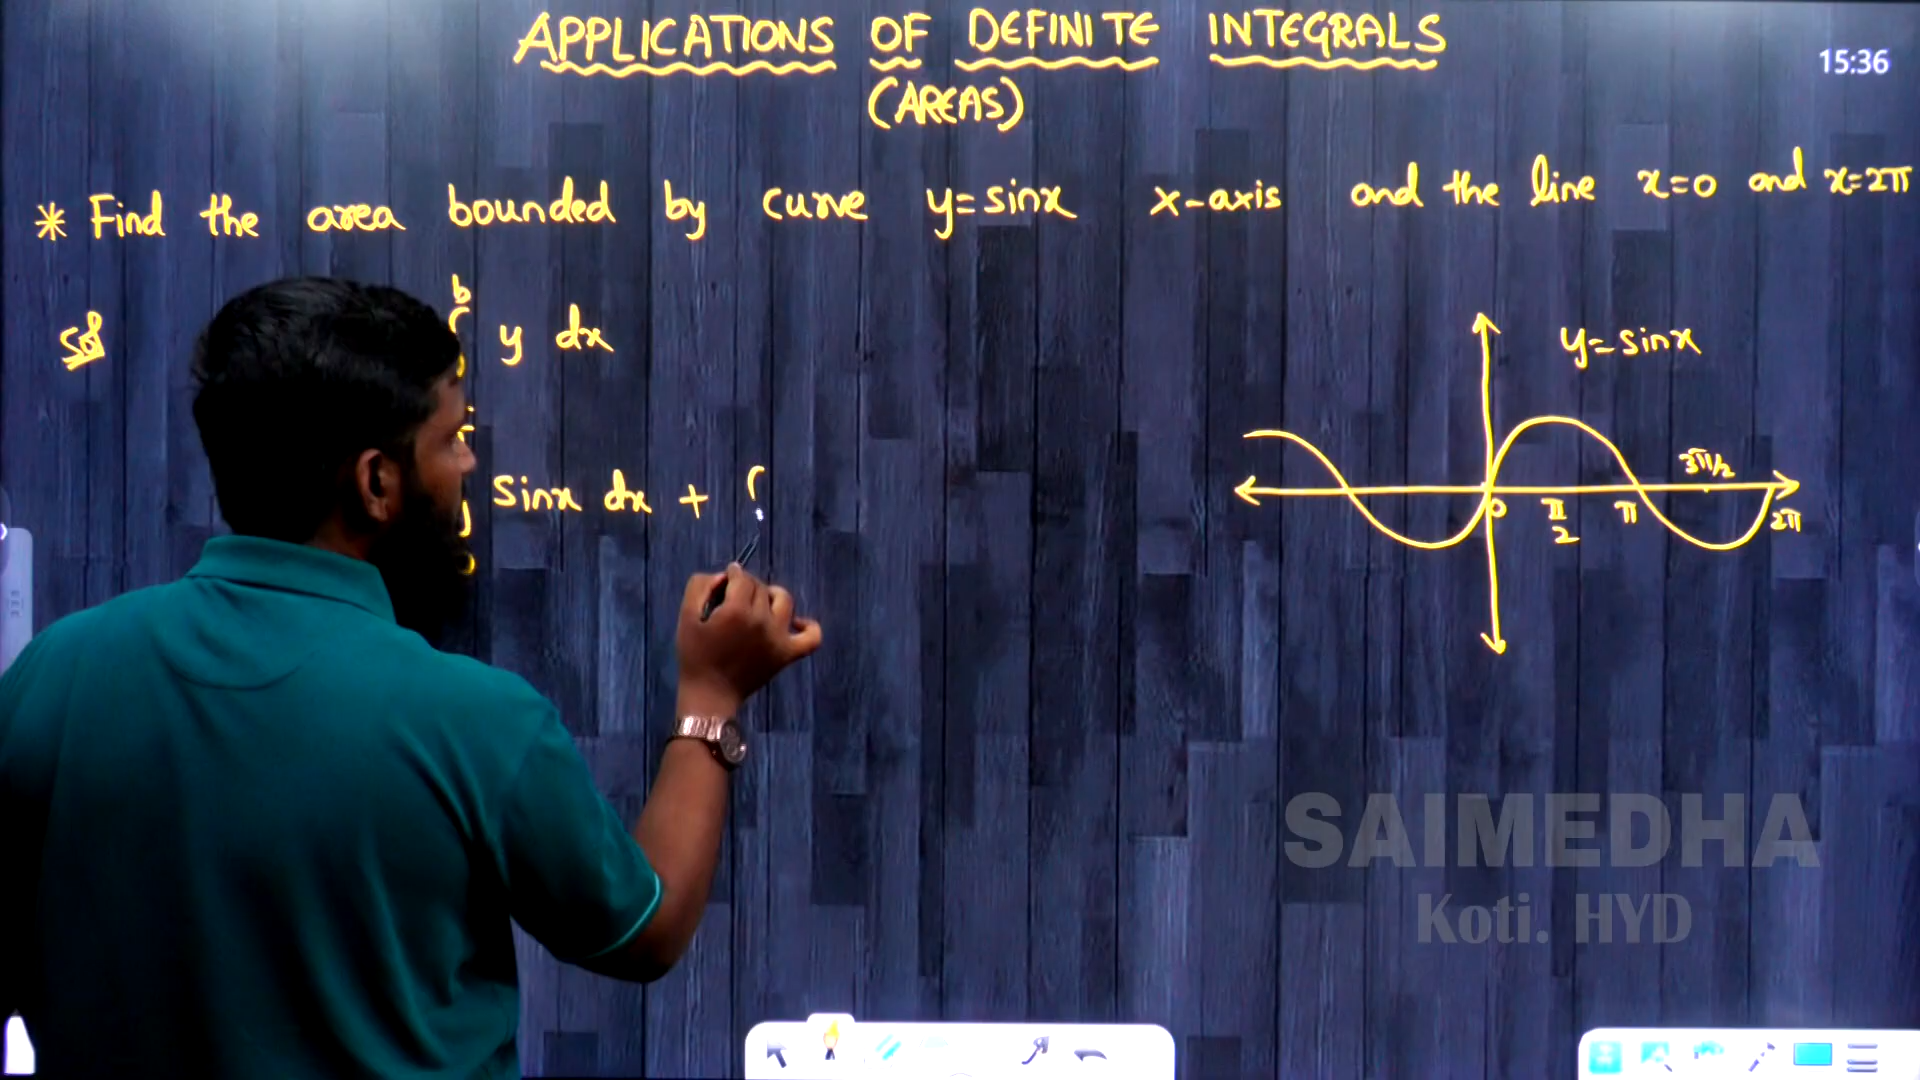 APPLICATIONS OF DEFINITE INTEGRALS
(AREAS)
15:36
* Find the area bounded by curve y=sinx x-axis and the line x=0 and x=2π
Sol
b
∫ y dx
y=sinx
sinx dx +
3π/2
0 π/2 π 2π
SAIMEDHA
Koti. HYD